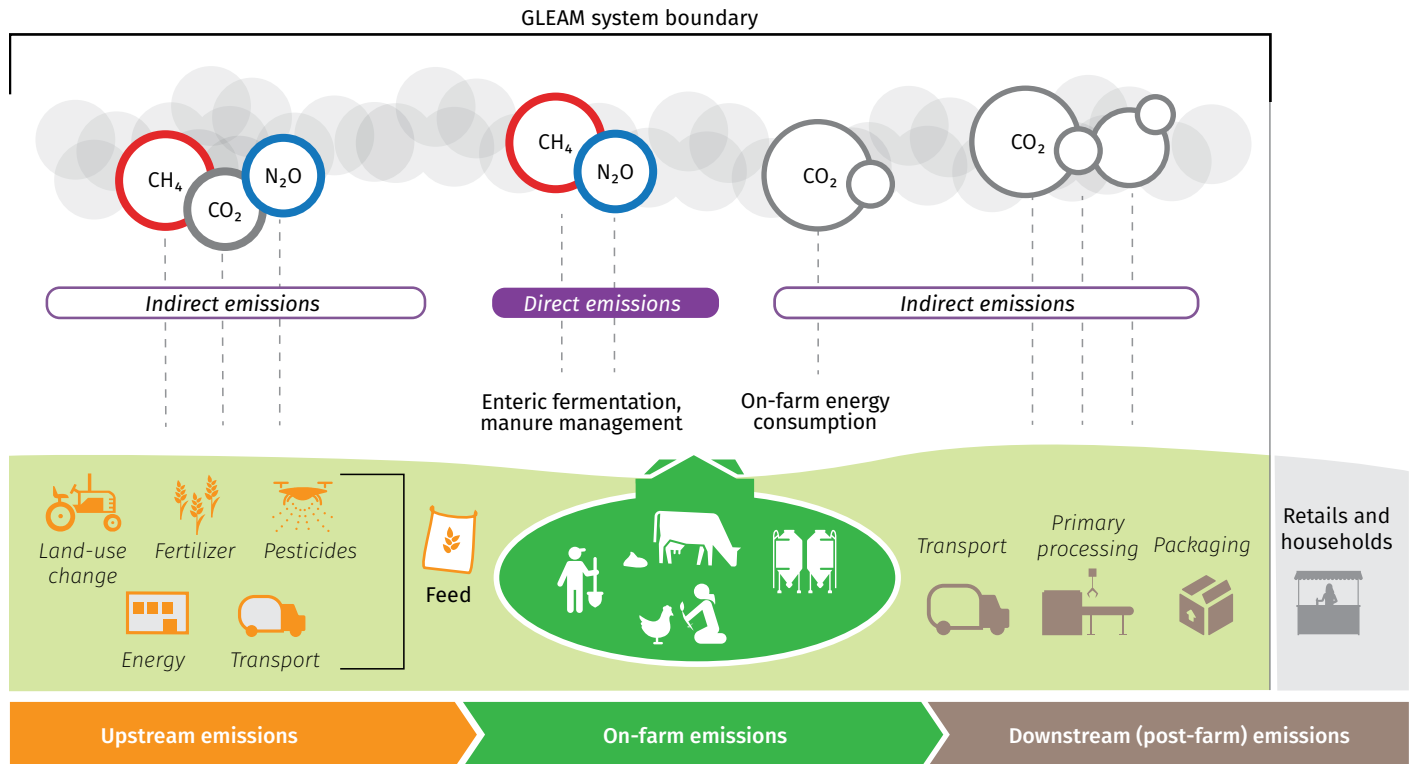 GLEAM system boundary
CH₄
CO₂
N₂O
CH₄
N₂O
CO₂
CO₂
Indirect emissions
Direct emissions
Indirect emissions
Enteric fermentation,
manure management
On-farm energy
consumption
Land-use
change
Fertilizer
Pesticides
Energy
Transport
Feed
Transport
Primary
processing
Packaging
Retails and
households
Upstream emissions
On-farm emissions
Downstream (post-farm) emissions